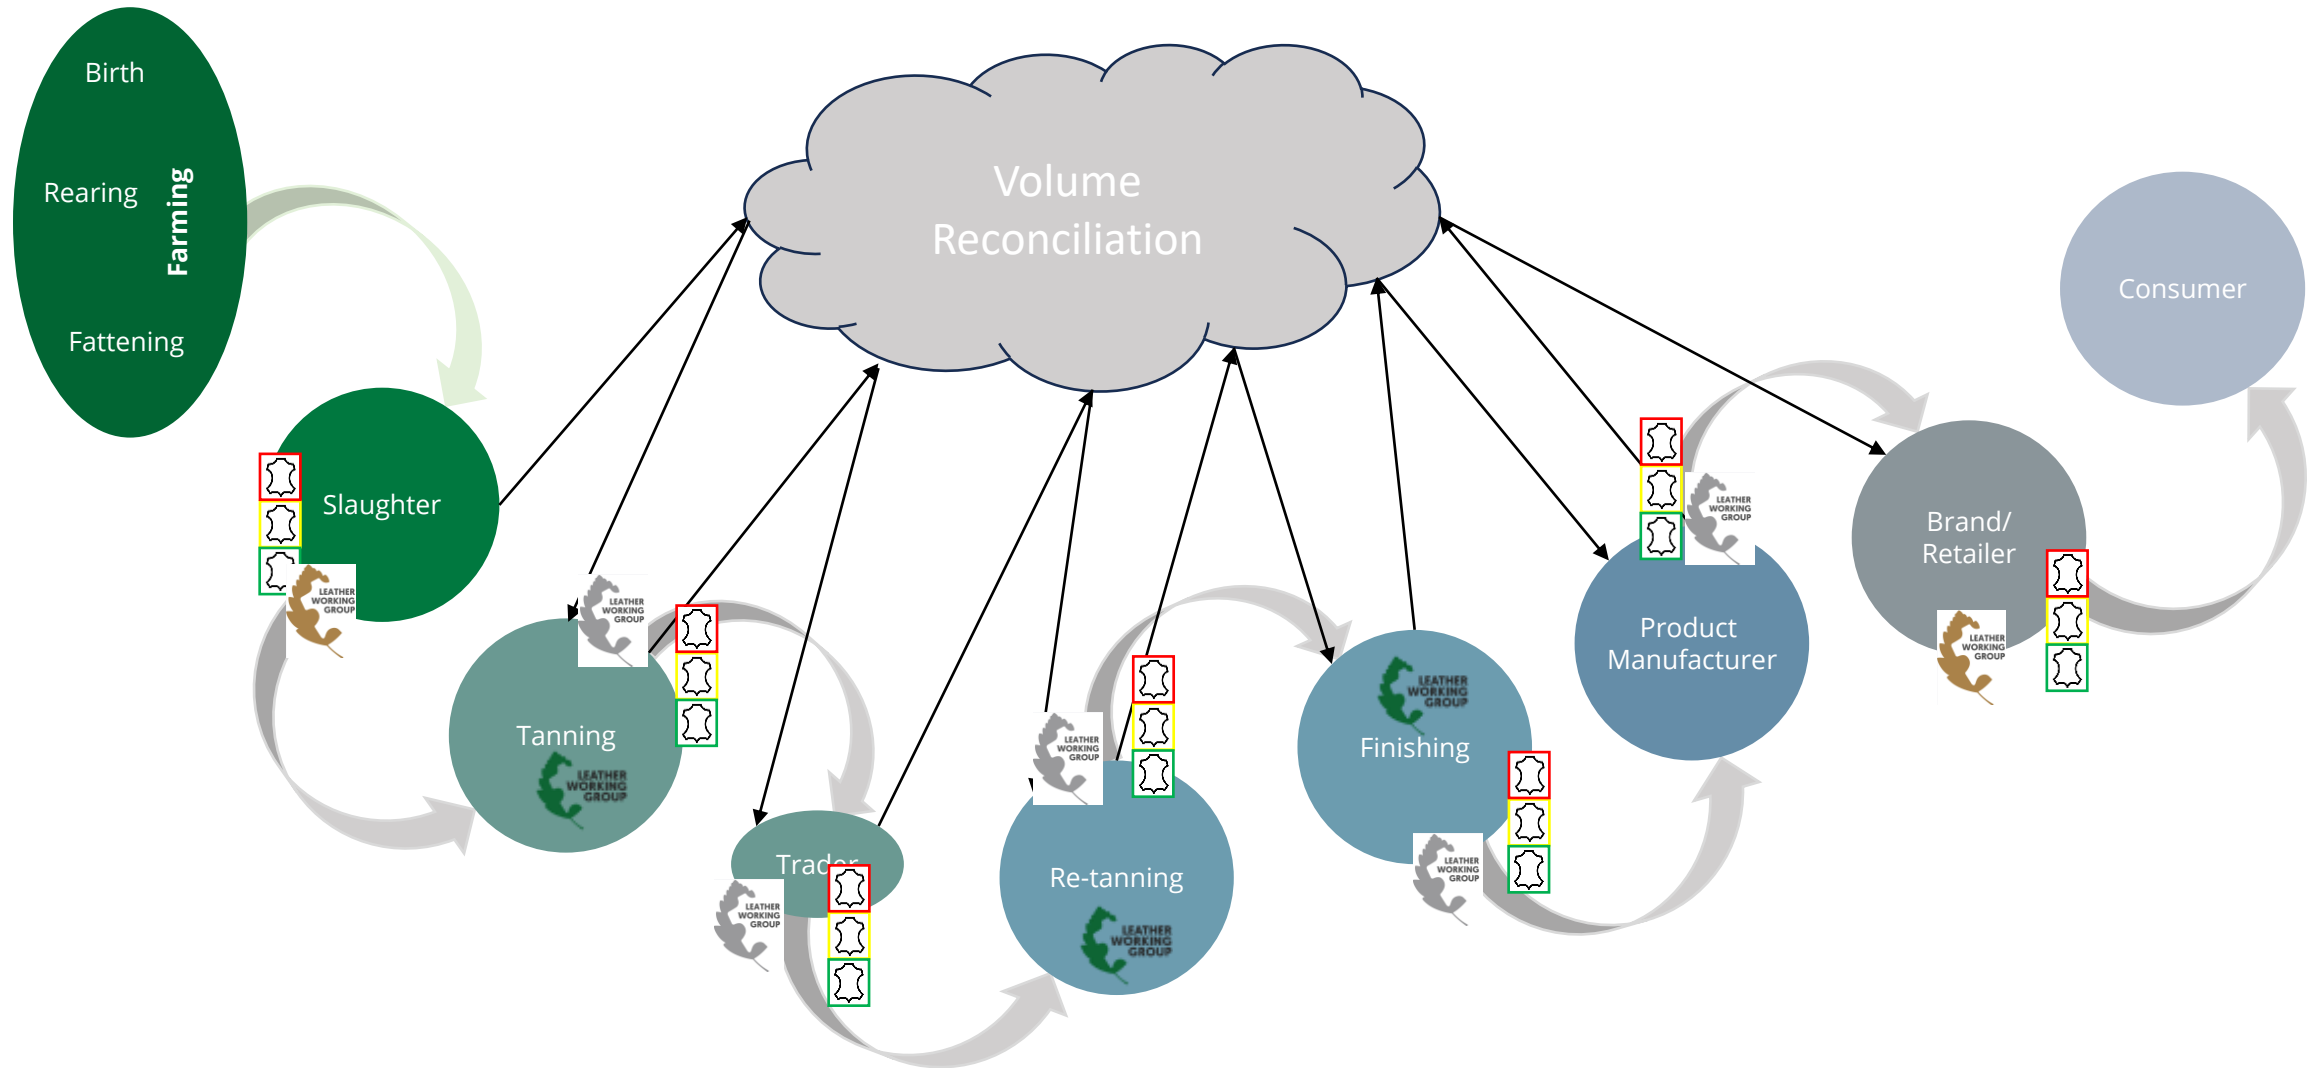 Birth
Rearing
Farming
Fattening
Volume
Reconciliation
Consumer
Slaughter
LEATHER
WORKING
GROUP
LEATHER
WORKING
GROUP
Tanning
LEATHER
WORKING
GROUP
Trader
LEATHER
WORKING
GROUP
LEATHER
WORKING
GROUP
Re-tanning
LEATHER
WORKING
GROUP
LEATHER
WORKING
GROUP
Finishing
LEATHER
WORKING
GROUP
LEATHER
WORKING
GROUP
Product
Manufacturer
Brand/
Retailer
LEATHER
WORKING
GROUP